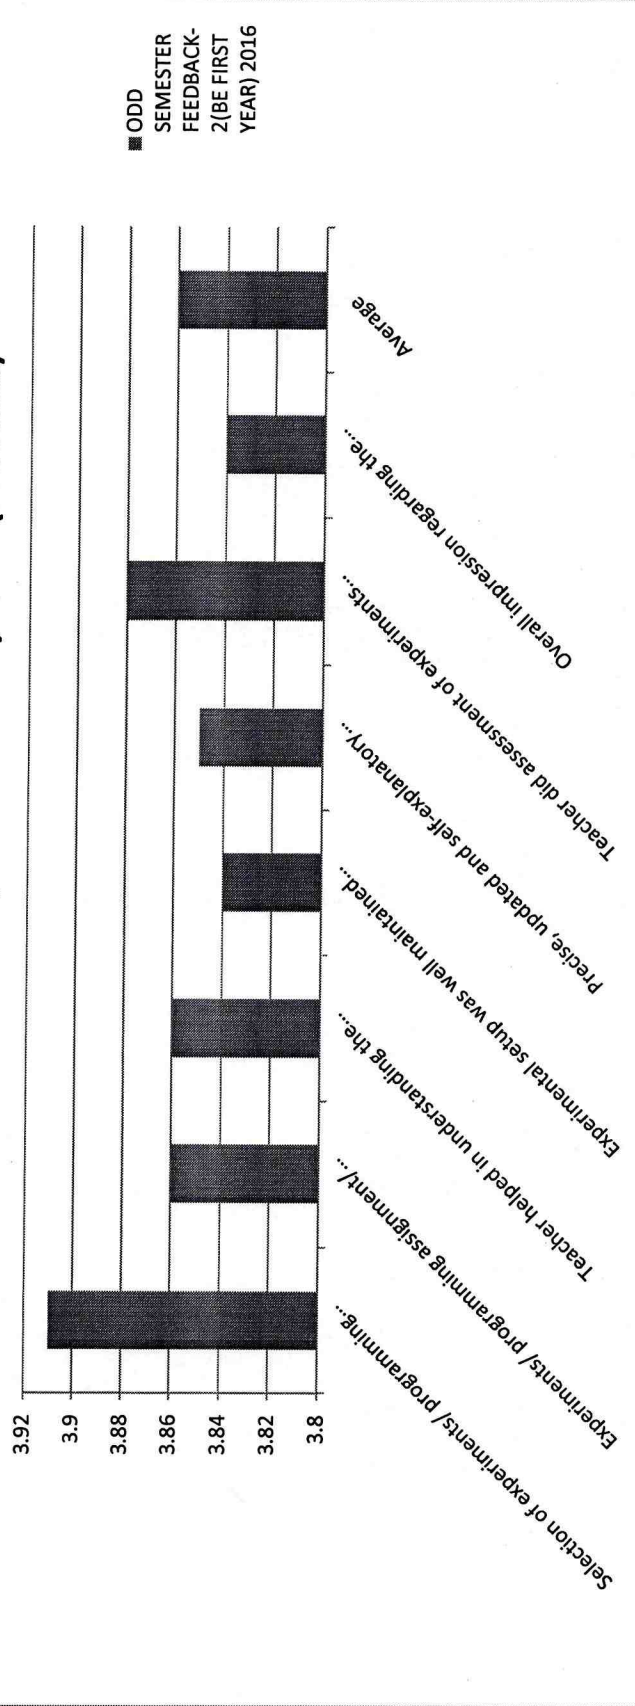 3.92
3.9
3.88
3.86
3.84
3.82
3.8
Selection of experiments/ programming...
Experiments/ programming assignment/...
Teacher helped in understanding the...
Experimental setup was well maintained...
Precise, updated and self-explanatory...
Teacher did assessment of experiments...
Overall impression regarding the...
Average
ODD
SEMESTER
FEEDBACK-
2(BE FIRST
YEAR) 2016